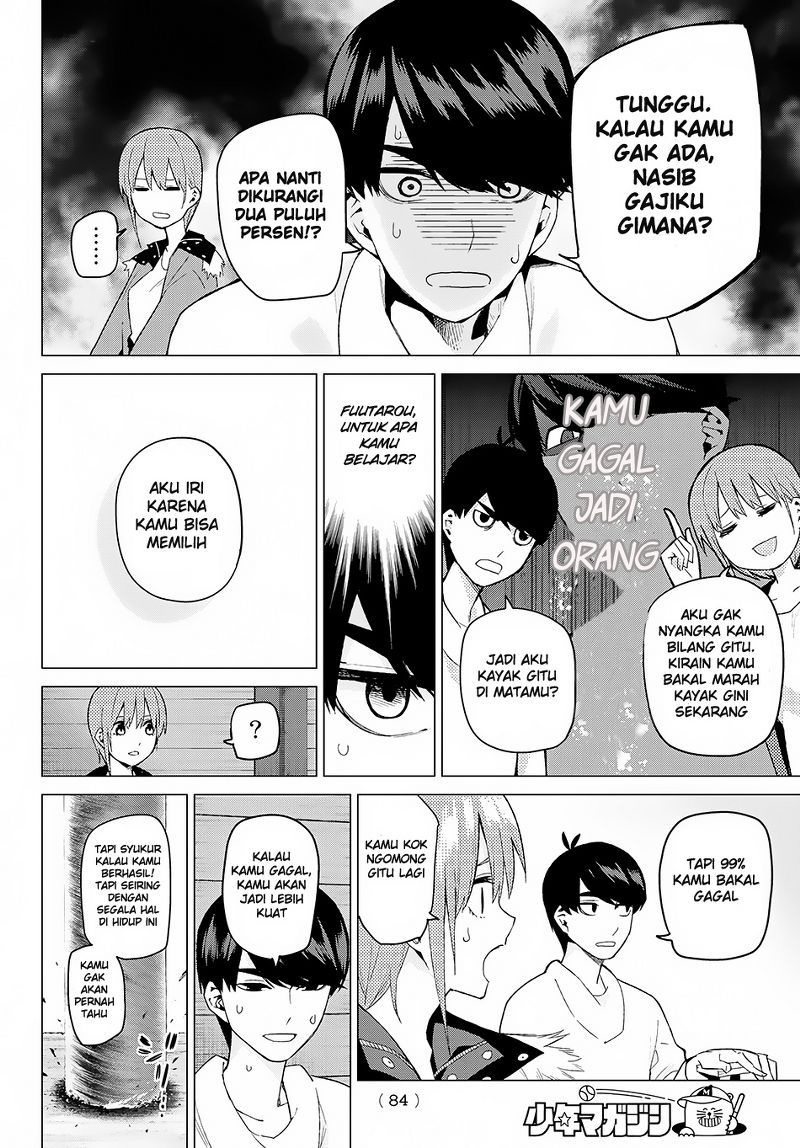 TUNGGU.
KALAU KAMU
GAK ADA,
NASIB
GAJIKU
GIMANA?
APA NANTI
DIKURANGI
DUA PULUH
PERSEN!?
......
KAMU
GAGAL
JADI
ORANG
AKU GAK
NYANGKA KAMU
BILANG GITU.
KIRAIN KAMU
BAKAL MARAH
KAYAK GINI
SEKARANG
JADI AKU
KAYAK GITU
DI MATAMU?
FUUTAROU,
UNTUK APA
KAMU
BELAJAR?
AKU IRI
KARENA
KAMU BISA
MEMILIH
?
TAPI 99%
KAMU BAKAL
GAGAL
KAMU KOK
NGOMONG
GITU LAGI
KALAU
KAMU GAGAL,
KAMU AKAN
JADI LEBIH
KUAT
TAPI SYUKUR
KALAU KAMU
BERHASIL!
TAPI SEIRING
DENGAN
SEGALA HAL
DI HIDUP INI
KAMU
GAK AKAN
PERNAH
TAHU
( 84 )
少年マガジン